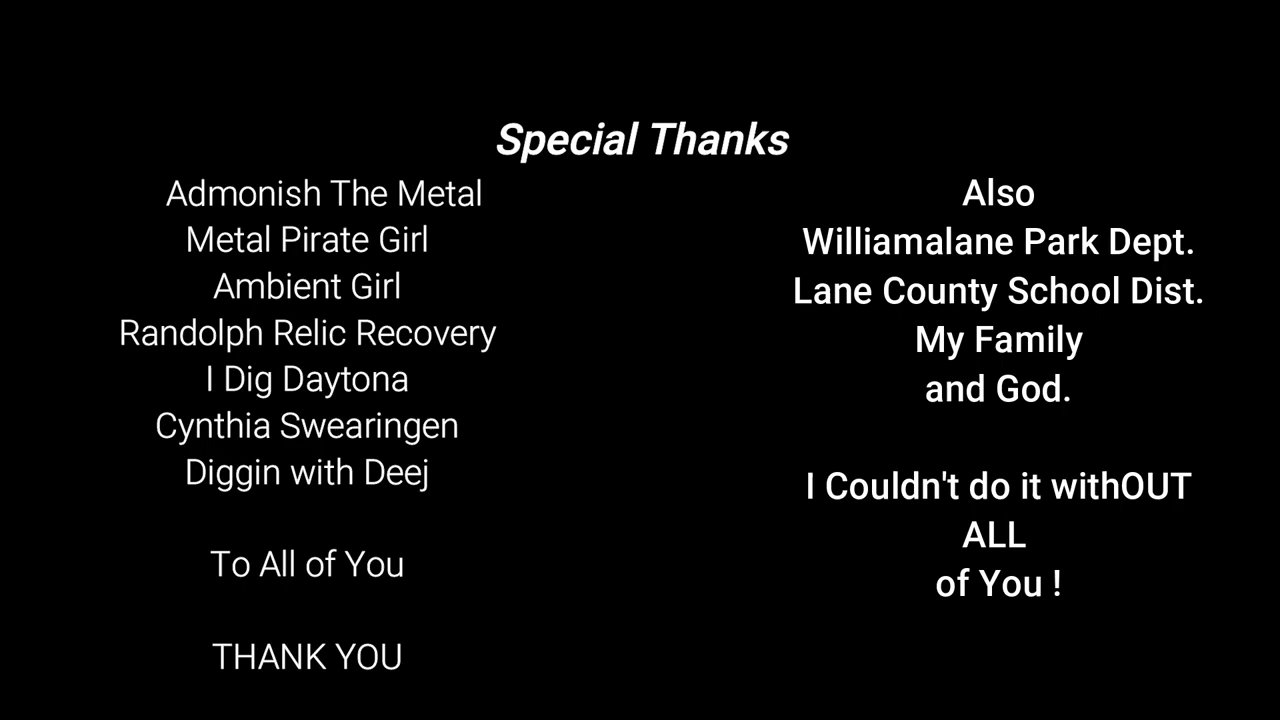 Special Thanks
Admonish The Metal
Metal Pirate Girl
Ambient Girl
Randolph Relic Recovery
I Dig Daytona
Cynthia Swearingen
Diggin with Deej
To All of You
THANK YOU
Also
Williamalane Park Dept.
Lane County School Dist.
My Family
and God.
I Couldn't do it withOUT
ALL
of You !